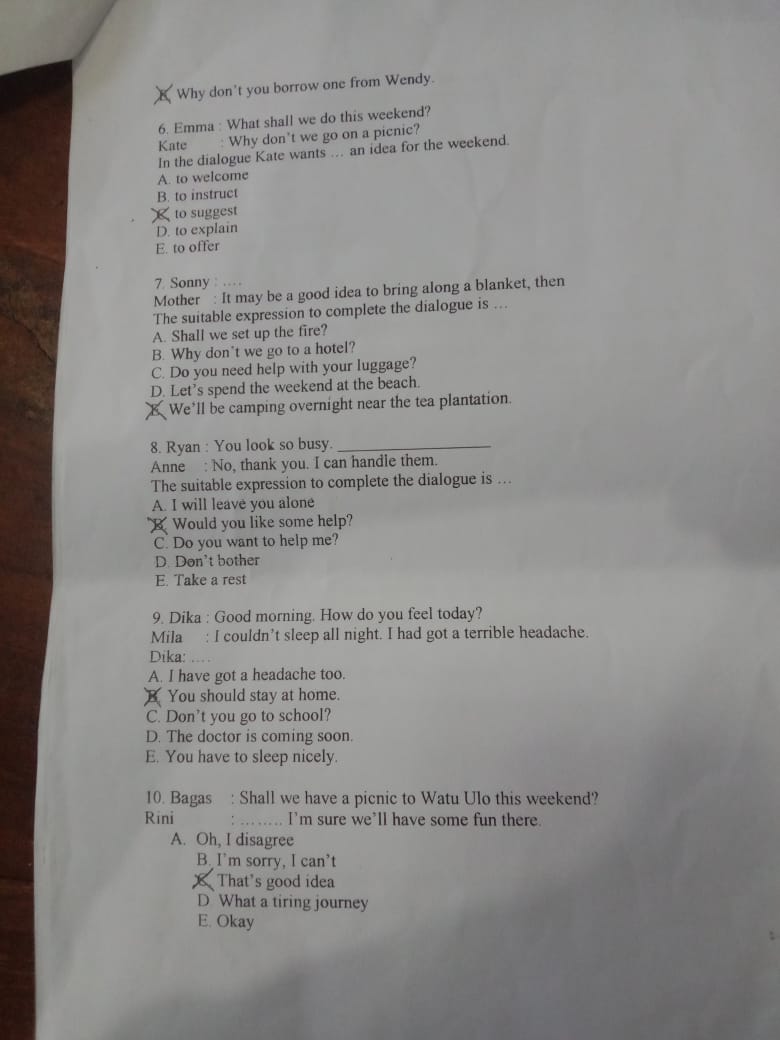 Why don't you borrow one from Wendy.
6. Emma : What shall we do this weekend?
Kate : Why don't we go on a picnic?
In the dialogue Kate wants … an idea for the weekend.
A. to welcome
B. to instruct
C. to suggest
D. to explain
E. to offer
7. Sonny : ….
Mother : It may be a good idea to bring along a blanket, then
The suitable expression to complete the dialogue is …
A. Shall we set up the fire?
B. Why don't we go to a hotel?
C. Do you need help with your luggage?
D. Let's spend the weekend at the beach.
E. We'll be camping overnight near the tea plantation.
8. Ryan : You look so busy. ____________________
Anne : No, thank you. I can handle them.
The suitable expression to complete the dialogue is …
A. I will leave you alone
B. Would you like some help?
C. Do you want to help me?
D. Don't bother
E. Take a rest
9. Dika : Good morning. How do you feel today?
Mila : I couldn't sleep all night. I had got a terrible headache.
Dika: ….
A. I have got a headache too.
B. You should stay at home.
C. Don't you go to school?
D. The doctor is coming soon.
E. You have to sleep nicely.
10. Bagas : Shall we have a picnic to Watu Ulo this weekend?
Rini : …….. I'm sure we'll have some fun there.
A. Oh, I disagree
B. I'm sorry, I can't
C. That's good idea
D. What a tiring journey
E. Okay